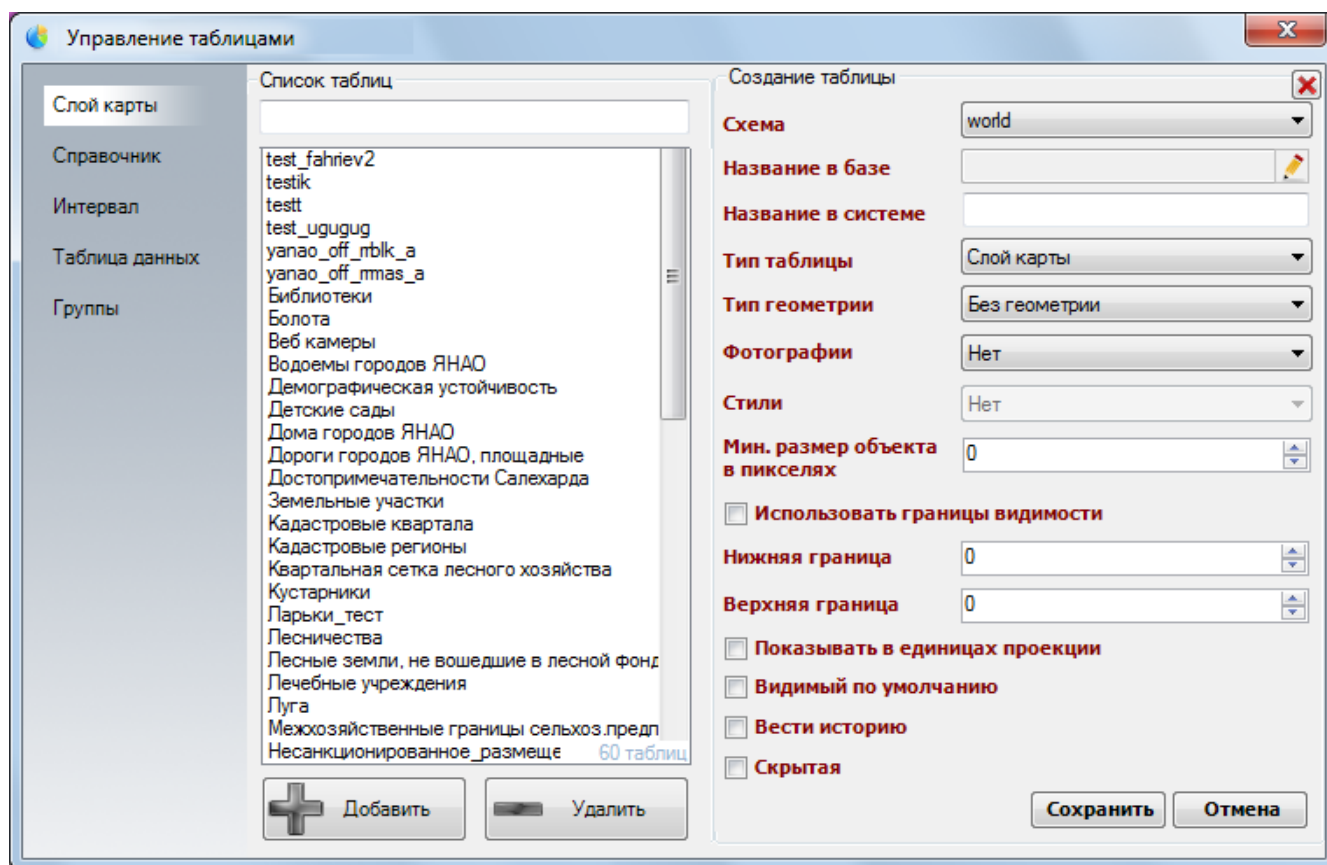 Управление таблицами
Слой карты
Справочник
Интервал
Таблица данных
Группы
Список таблиц
test_fahriev2
testik
testt
test_ugugug
yanao_off_rrblk_a
yanao_off_rrmas_a
Библиотеки
Болота
Веб камеры
Водоемы городов ЯНАО
Демографическая устойчивость
Детские сады
Дома городов ЯНАО
Дороги городов ЯНАО, площадные
Достопримечательности Салехарда
Земельные участки
Кадастровые квартала
Кадастровые регионы
Квартальная сетка лесного хозяйства
Кустарники
Ларьки_тест
Лесничества
Лесные земли, не вошедшие в лесной фонд
Лечебные учреждения
Луга
Межхозяйственные границы сельхоз.предп
Несанкционированное_размеще 60 таблиц
Добавить
Удалить
Создание таблицы
Схема world
Название в базе
Название в системе
Тип таблицы Слой карты
Тип геометрии Без геометрии
Фотографии Нет
Стили Нет
Мин. размер объекта
в пикселях 0
Использовать границы видимости
Нижняя граница 0
Верхняя граница 0
Показывать в единицах проекции
Видимый по умолчанию
Вести историю
Скрытая
Сохранить
Отмена